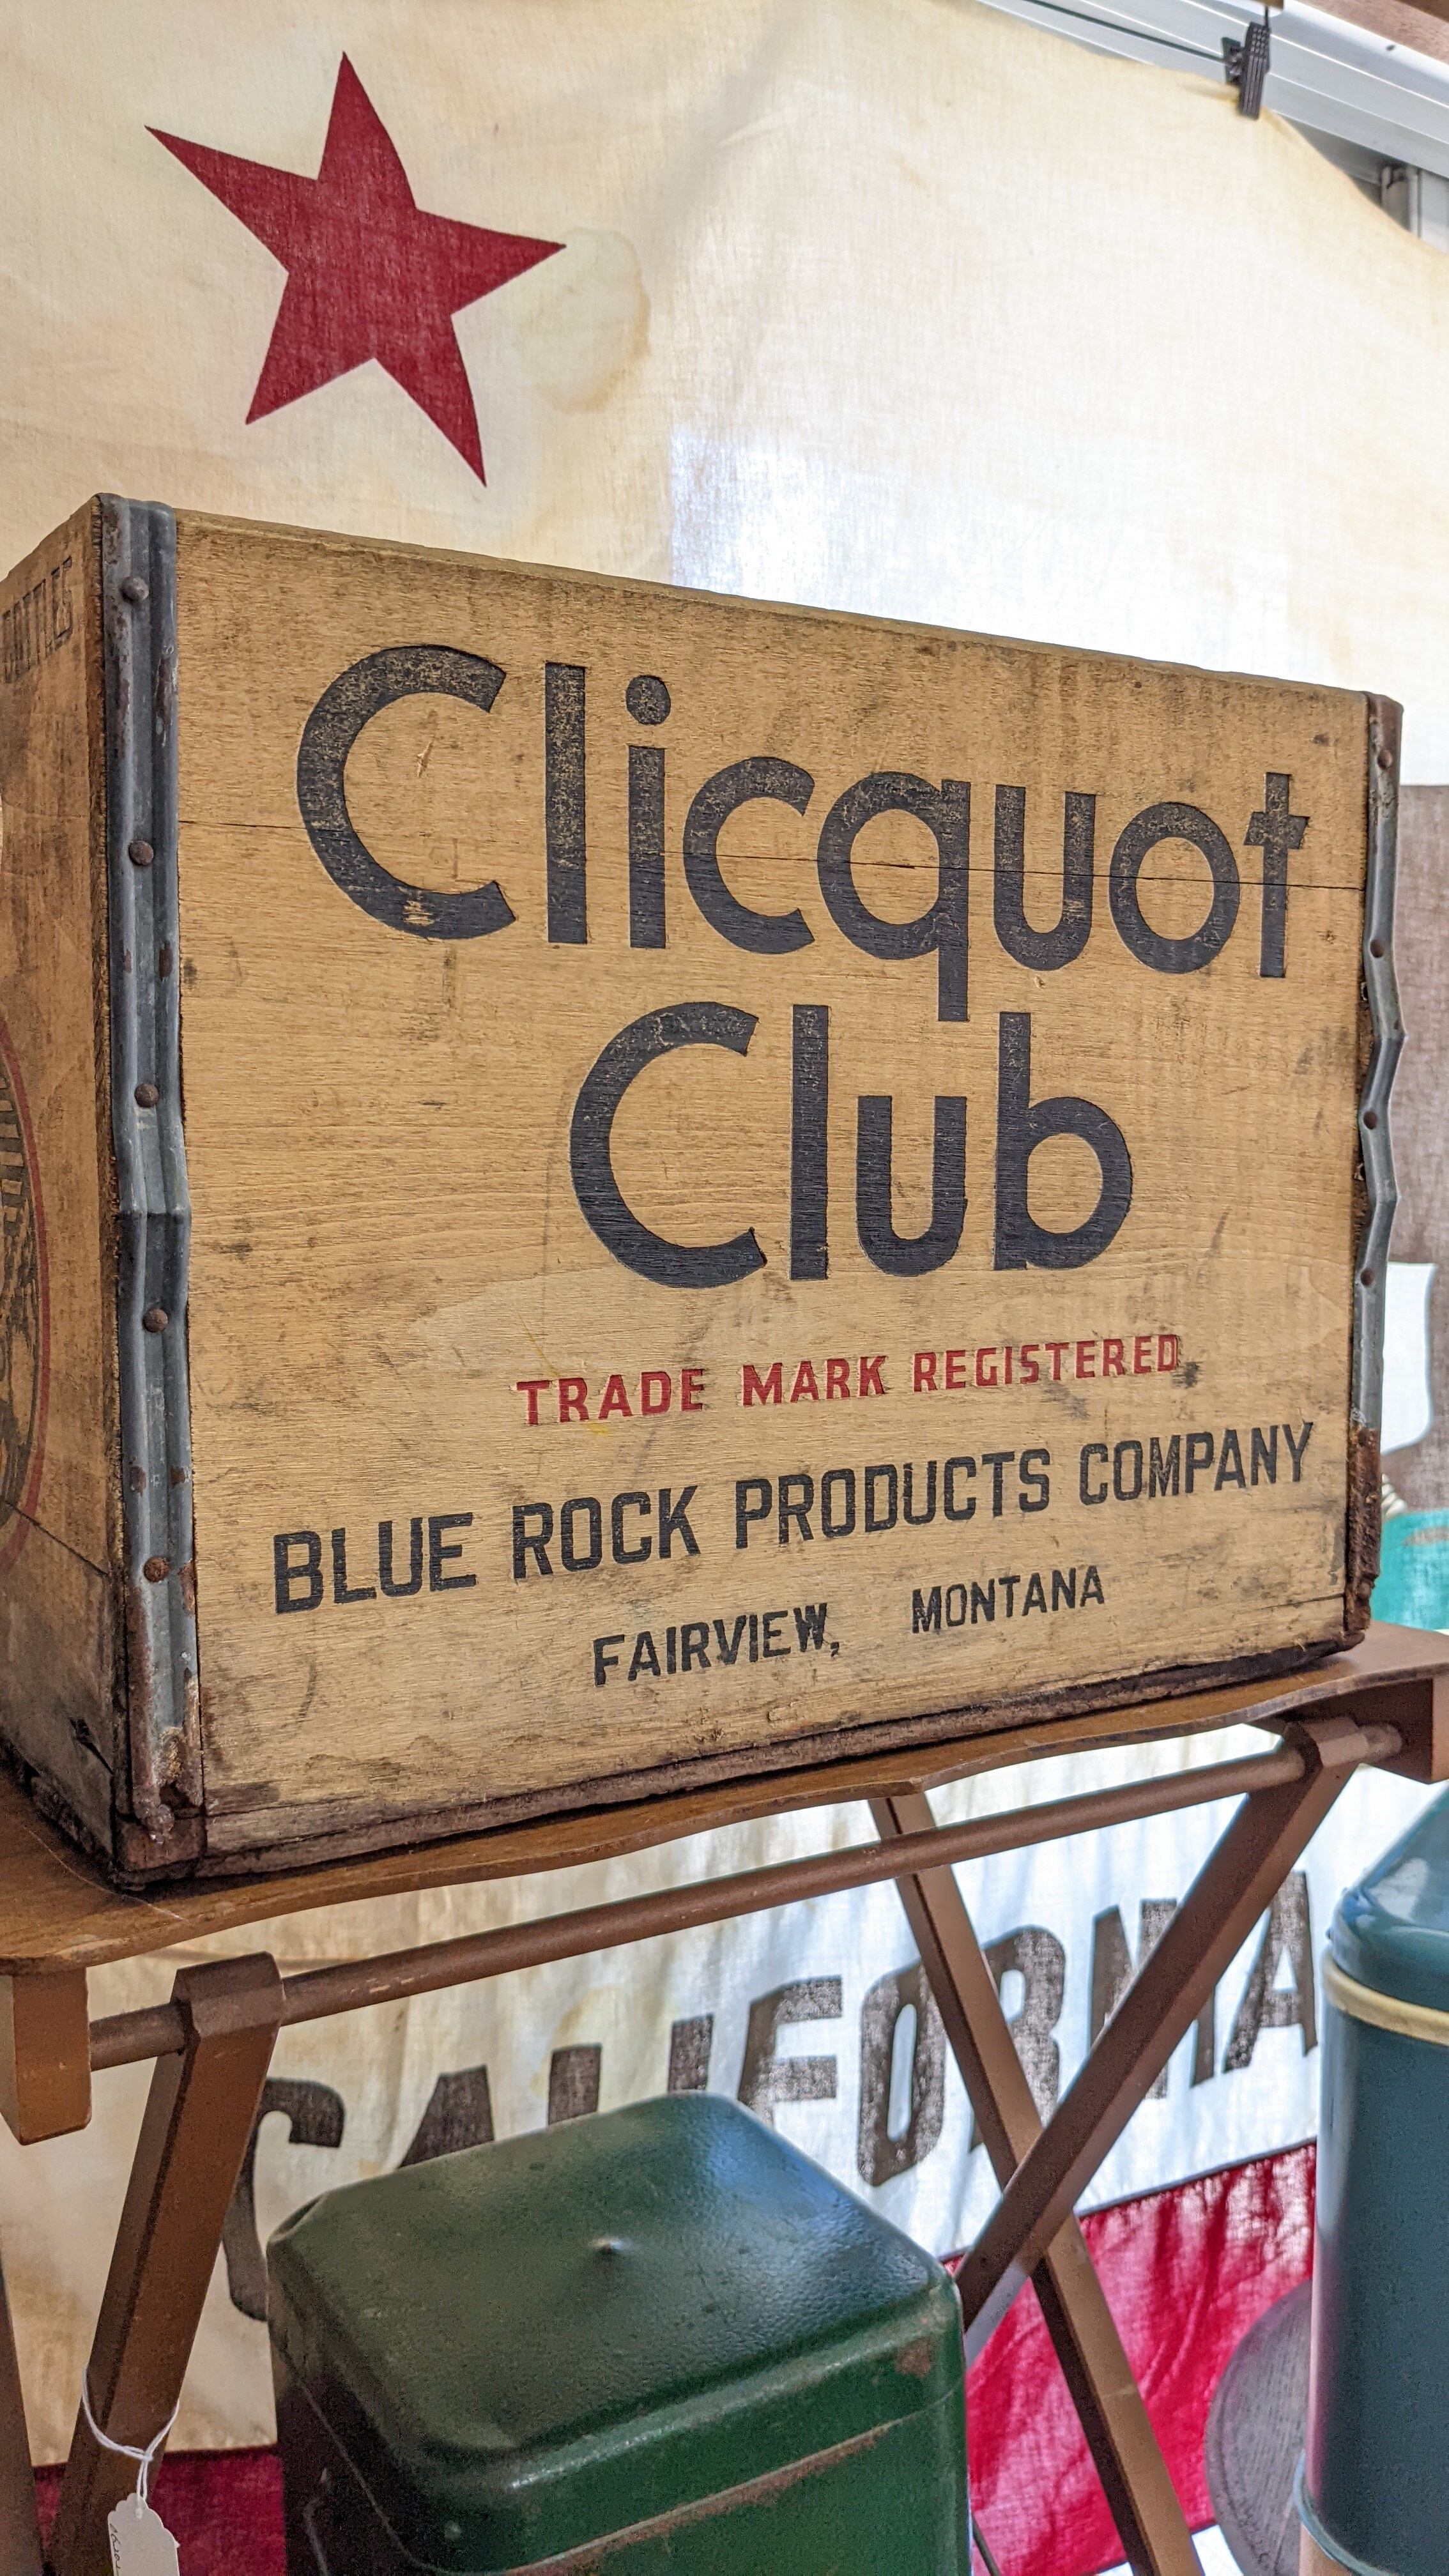 Clicquot
Club
TRADE MARK REGISTERED
BLUE ROCK PRODUCTS COMPANY
FAIRVIEW, MONTANA
CALIFORNIA